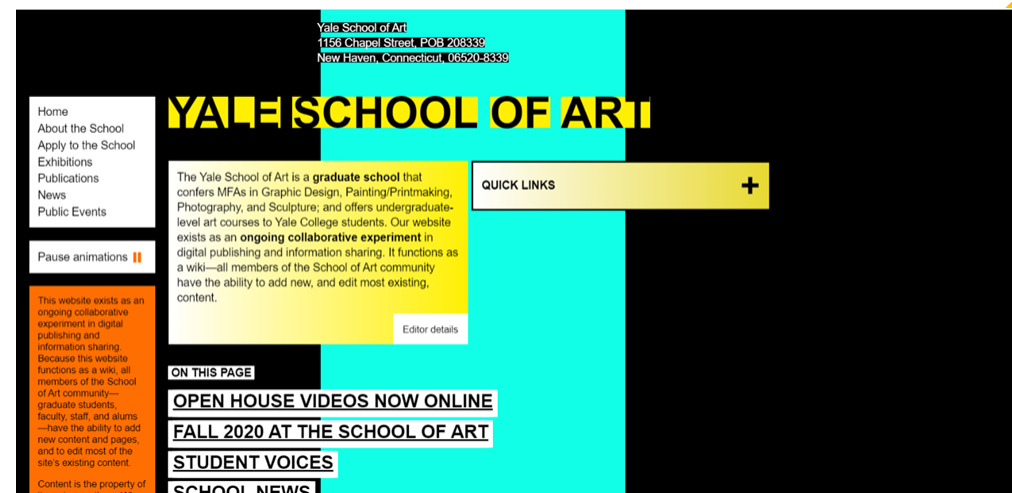 Yale School of Art
1156 Chapel Street, POB 208339
New Haven, Connecticut, 06520-8339
YALE SCHOOL OF ART
Home
About the School
Apply to the School
Exhibitions
Publications
News
Public Events
Pause animations
This website exists as an
ongoing collaborative
experiment in digital
publishing and
information sharing.
Because this website
functions as a wiki, all
members of the School
of Art community—
graduate students,
faculty, staff, and alums
—have the ability to add
new content and pages,
and to edit most of the
site's existing content.
Content is the property of
The Yale School of Art is a graduate school that
confers MFAs in Graphic Design, Painting/Printmaking,
Photography, and Sculpture; and offers undergraduate-
level art courses to Yale College students. Our website
exists as an ongoing collaborative experiment in
digital publishing and information sharing. It functions as
a wiki—all members of the School of Art community
have the ability to add new, and edit most existing,
content.
Editor details
QUICK LINKS +
ON THIS PAGE
OPEN HOUSE VIDEOS NOW ONLINE
FALL 2020 AT THE SCHOOL OF ART
STUDENT VOICES
SCHOOL NEWS